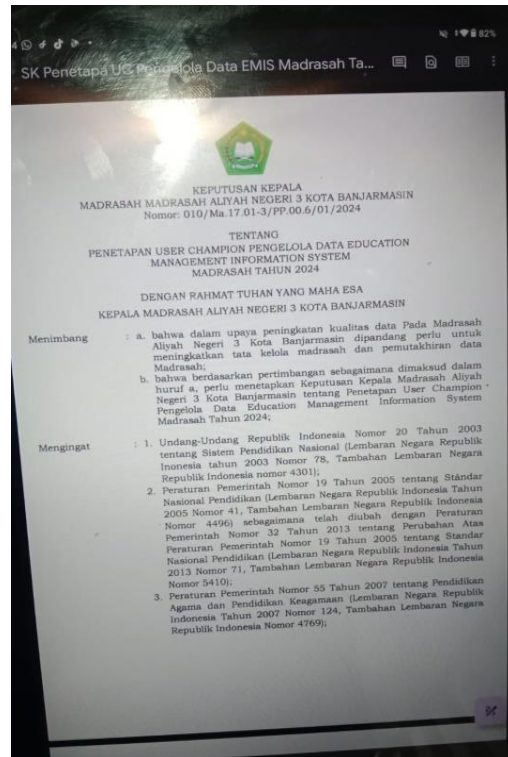 82%
SK Penetapa UC Pengelola Data EMIS Madrasah Ta...
KEPUTUSAN KEPALA
MADRASAH MADRASAH ALIYAH NEGERI 3 KOTA BANJARMASIN
Nomor: 010/Ma.17.01-3/PP.00.6/01/2024
TENTANG
PENETAPAN USER CHAMPION PENGELOLA DATA EDUCATION
MANAGEMENT INFORMATION SYSTEM
MADRASAH TAHUN 2024
DENGAN RAHMAT TUHAN YANG MAHA ESA
KEPALA MADRASAH ALIYAH NEGERI 3 KOTA BANJARMASIN
Menimbang : a. bahwa dalam upaya peningkatan kualitas data Pada Madrasah
Aliyah Negeri 3 Kota Banjarmasin dipandang perlu untuk
meningkatkan tata kelola madrasah dan pemutakhiran data
Madrasah;
b. bahwa berdasarkan pertimbangan sebagaimana dimaksud dalam
huruf a, perlu menetapkan Keputusan Kepala Madrasah Aliyah
Negeri 3 Kota Banjarmasin tentang Penetapan User Champion
Pengelola Data Education Management Information System
Madrasah Tahun 2024;
Mengingat : 1. Undang-Undang Republik Indonesia Nomor 20 Tahun 2003
tentang Sistem Pendidikan Nasional (Lembaran Negara Republik
Inonesia tahun 2003 Nomor 78, Tambahan Lembaran Negara
Republik Indonesia nomor 4301);
2. Peraturan Pemerintah Nomor 19 Tahun 2005 tentang Standar
Nasional Pendidikan (Lembaran Negara Republik Indonesia Tahun
2005 Nomor 41, Tambahan Lembaran Negara Republik Indonesia
Nomor 4496) sebagaimana telah diubah dengan Peraturan
Pemerintah Nomor 32 Tahun 2013 tentang Perubahan Atas
Peraturan Pemerintah Nomor 19 Tahun 2005 tentang Standar
Nasional Pendidikan (Lembaran Negara Republik Indonesia Tahun
2013 Nomor 71, Tambahan Lembaran Negara Republik Indonesia
Nomor 5410);
3. Peraturan Pemerintah Nomor 55 Tahun 2007 tentang Pendidikan
Agama dan Pendidikan Keagamaan (Lembaran Negara Republik
Indonesia Tahun 2007 Nomor 124, Tambahan Lembaran Negara
Republik Indonesia Nomor 4769);